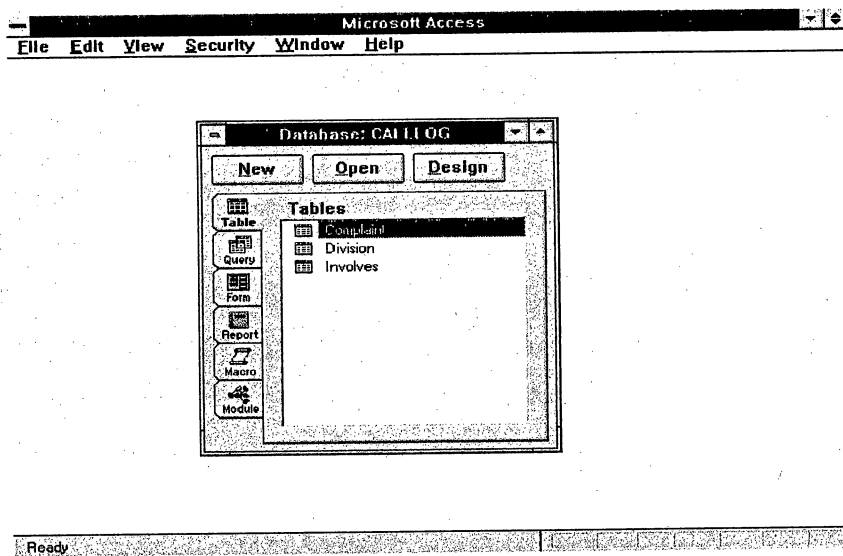 Microsoft Access
File Edit View Security Window Help
Database: CALLLOG
New Open Design
Table
Query
Form
Report
Macro
Module
Tables
Complaint
Division
Involves
Ready